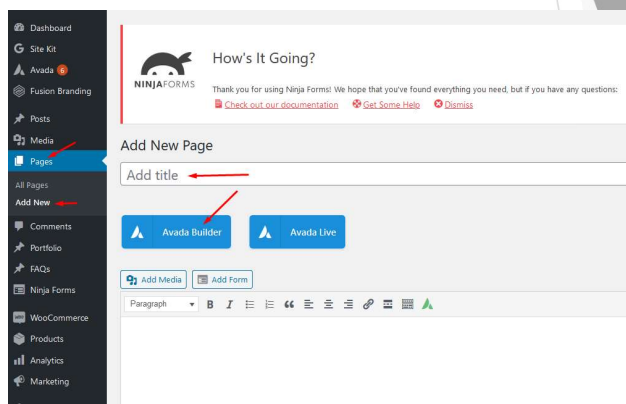 Dashboard
Site Kit
Avada 6
Fusion Branding
Posts
Media
Pages
All Pages
Add New
Comments
Portfolio
FAQs
Ninja Forms
WooCommerce
Products
Analytics
Marketing
NINJAFORMS
How's It Going?
Thank you for using Ninja Forms! We hope that you've found everything you need, but if you have any questions:
Check out our documentation Get Some Help Dismiss
Add New Page
Add title
Avada Builder Avada Live
Add Media Add Form
Paragraph B I